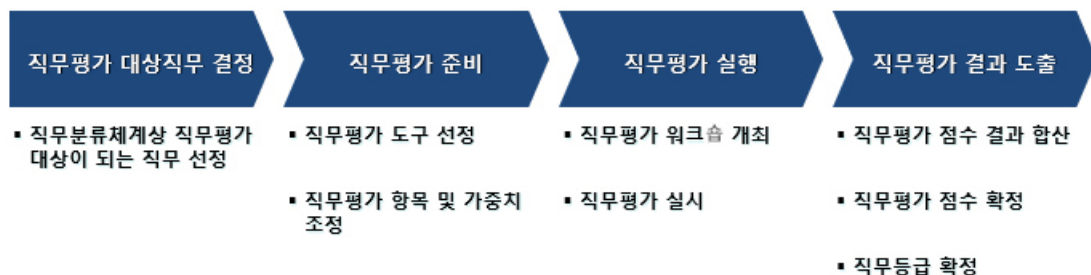 직무평가 대상직무 결정
직무평가 준비
직무평가 실행
직무평가 결과 도출
▪ 직무분류체계상 직무평가
대상이 되는 직무 선정
▪ 직무평가 도구 선정
▪ 직무평가 항목 및 가중치
조정
▪ 직무평가 워크숍 개최
▪ 직무평가 실시
▪ 직무평가 점수 결과 합산
▪ 직무평가 점수 확정
▪ 직무등급 확정